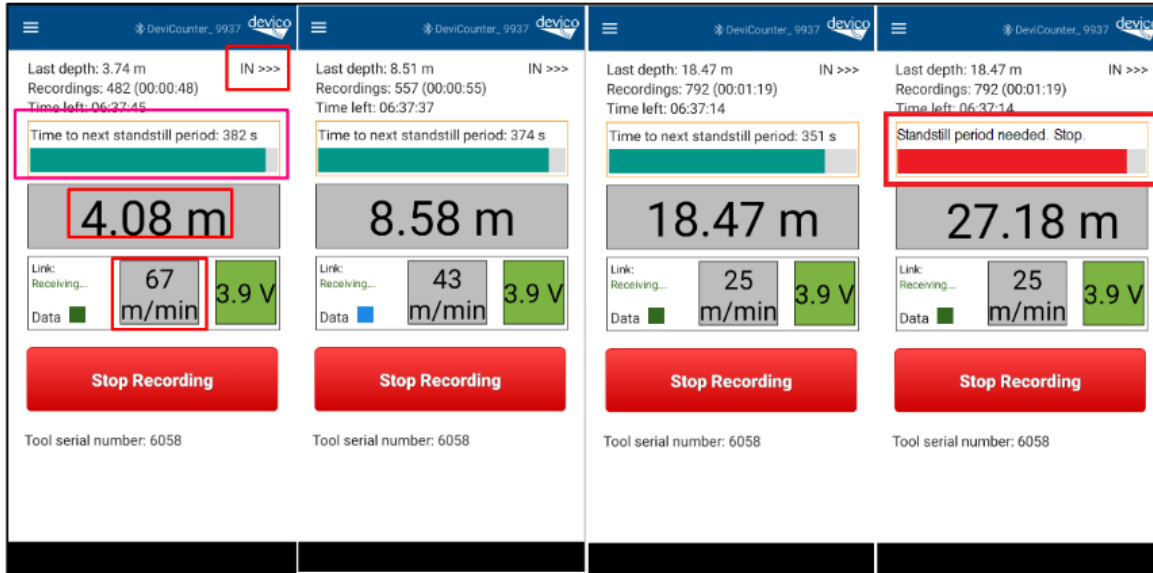 DeviCounter_ 9937 devico
Last depth: 3.74 m IN >>>
Recordings: 482 (00:00:48)
Time left: 06:37:45
Time to next standstill period: 382 s
4.08 m
Link:
Receiving...
Data
67
m/min
3.9 V
Stop Recording
Tool serial number: 6058
DeviCounter_ 9937 devico
Last depth: 8.51 m IN >>>
Recordings: 557 (00:00:55)
Time left: 06:37:37
Time to next standstill period: 374 s
8.58 m
Link:
Receiving...
Data
43
m/min
3.9 V
Stop Recording
Tool serial number: 6058
DeviCounter_ 9937 devico
Last depth: 18.47 m IN >>>
Recordings: 792 (00:01:19)
Time left: 06:37:14
Time to next standstill period: 351 s
18.47 m
Link:
Receiving...
Data
25
m/min
3.9 V
Stop Recording
Tool serial number: 6058
DeviCounter_ 9937 devico
Last depth: 18.47 m IN >>>
Recordings: 792 (00:01:19)
Time left: 06:37:14
Standstill period needed. Stop.
27.18 m
Link:
Receiving...
Data
25
m/min
3.9 V
Stop Recording
Tool serial number: 6058